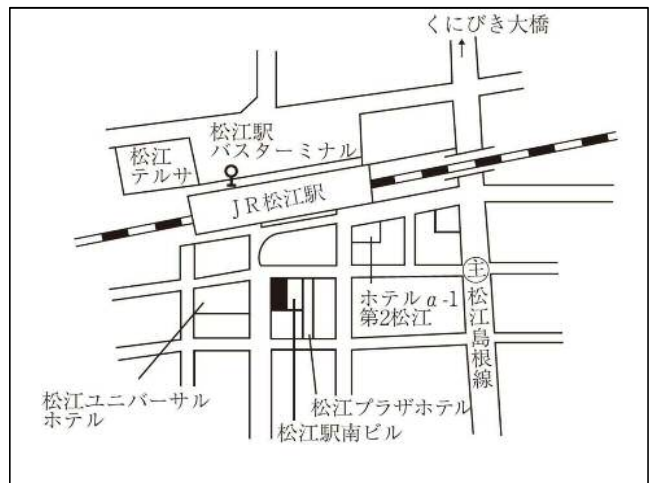 くにびき大橋
↑
松江駅
バスターミナル
松江
テルサ
JR松江駅
主
松江島根線
ホテルα-1
第2松江
松江ユニバーサル
ホテル
松江プラザホテル
松江駅南ビル